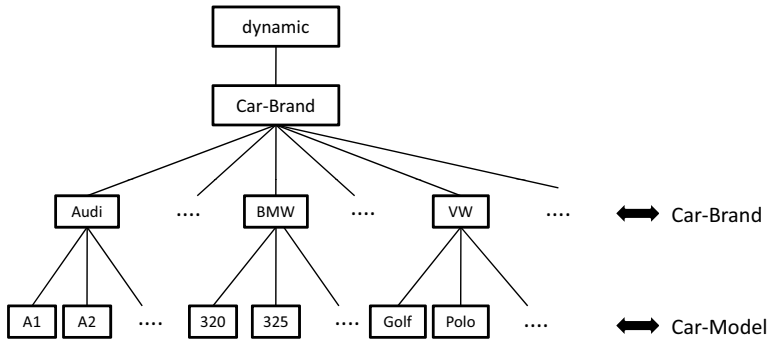 dynamic
Car-Brand
Audi .... BMW .... VW .... Car-Brand
A1 A2 .... 320 325 .... Golf Polo .... Car-Model